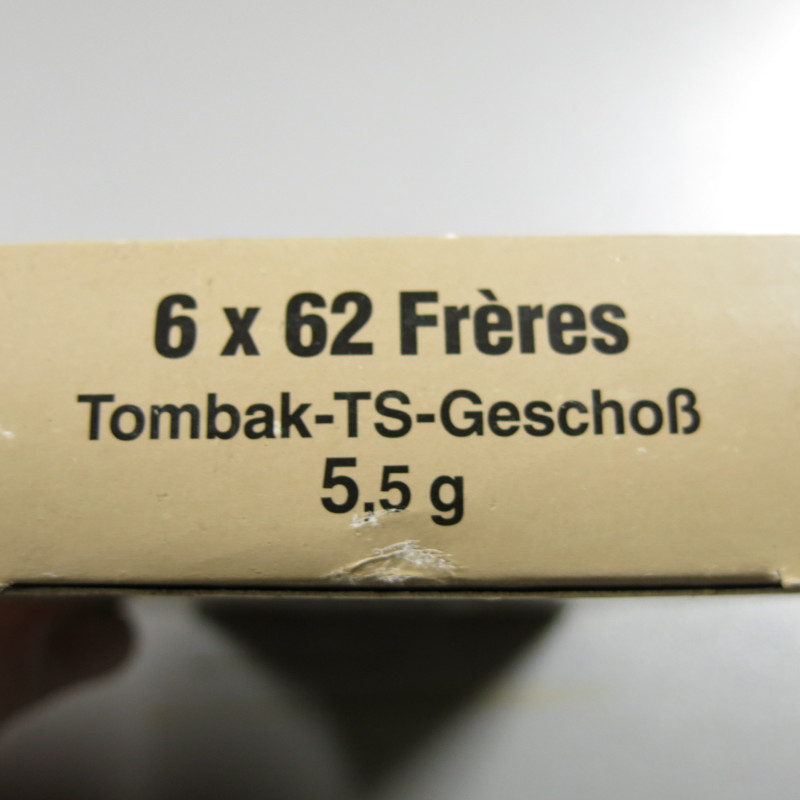 6 x 62 Frères
Tombak-TS-Geschoß
5,5 g